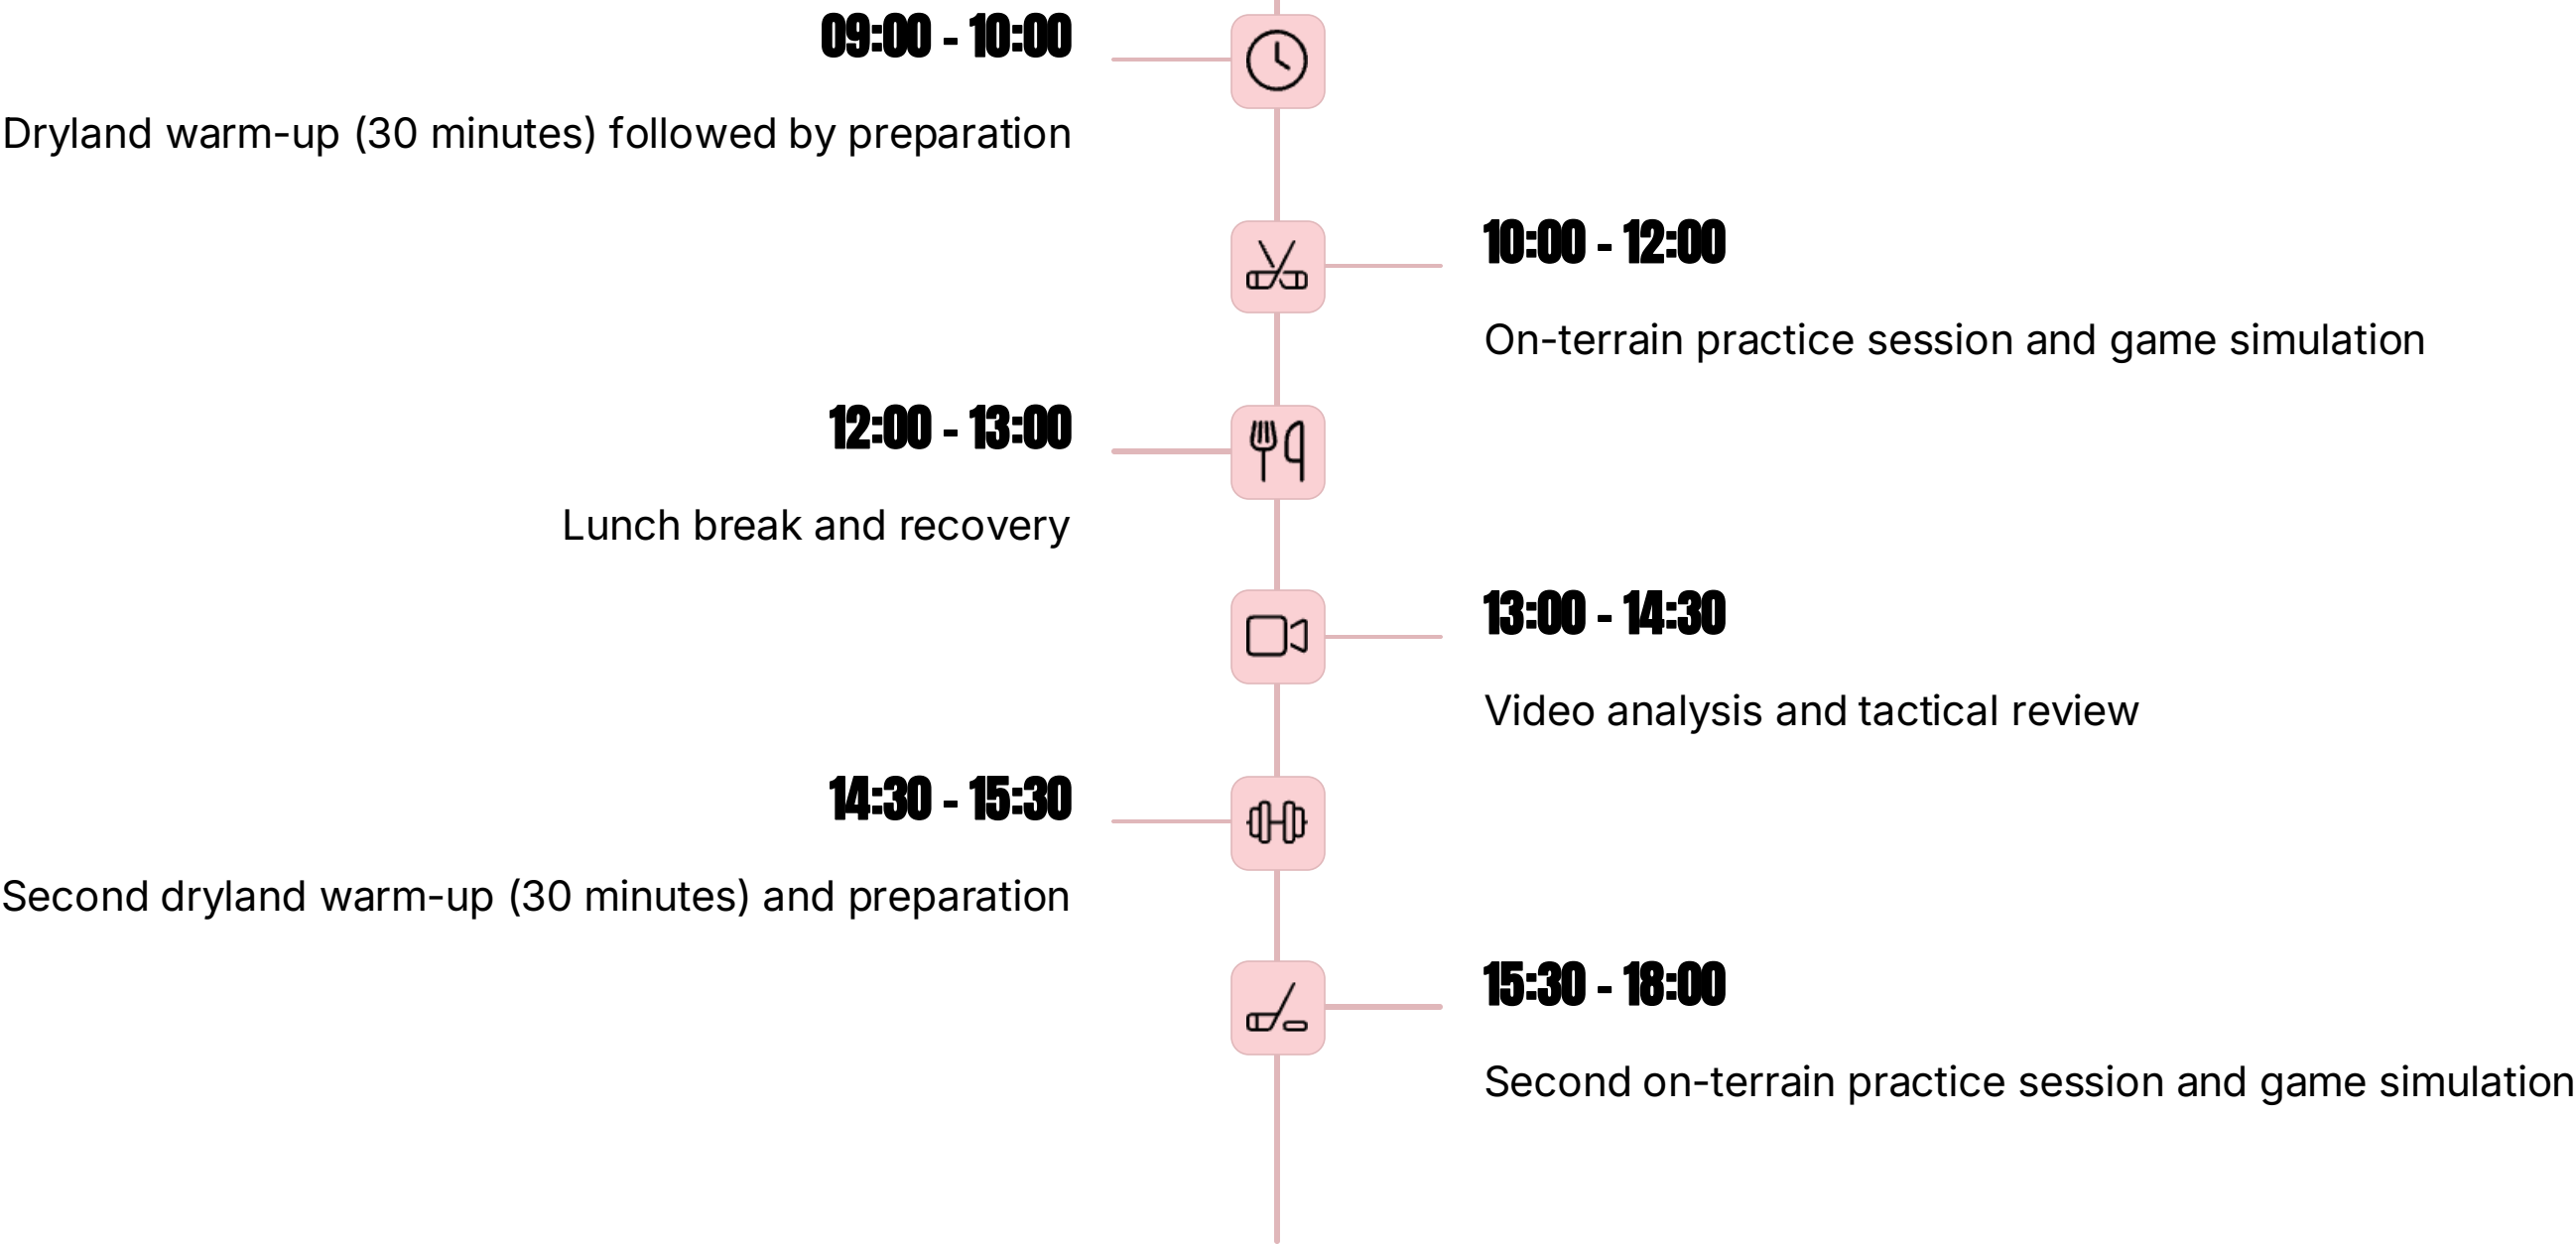 09:00 - 10:00
Dryland warm-up (30 minutes) followed by preparation
10:00 - 12:00
On-terrain practice session and game simulation
12:00 - 13:00
Lunch break and recovery
13:00 - 14:30
Video analysis and tactical review
14:30 - 15:30
Second dryland warm-up (30 minutes) and preparation
15:30 - 18:00
Second on-terrain practice session and game simulation